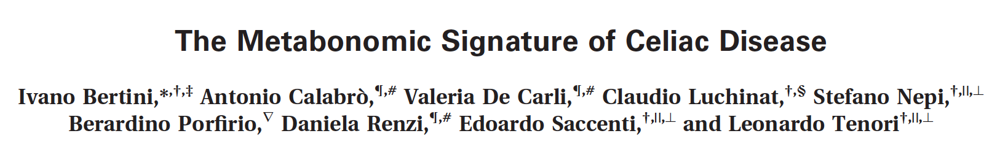 The Metabonomic Signature of Celiac Disease
Ivano Bertini,*,†,‡ Antonio Calabrò,¶,# Valeria De Carli,¶,# Claudio Luchinat,†,§ Stefano Nepi,†,||,⊥
Berardino Porfirio,▽ Daniela Renzi,¶,# Edoardo Saccenti,†,||,⊥ and Leonardo Tenori†,||,⊥